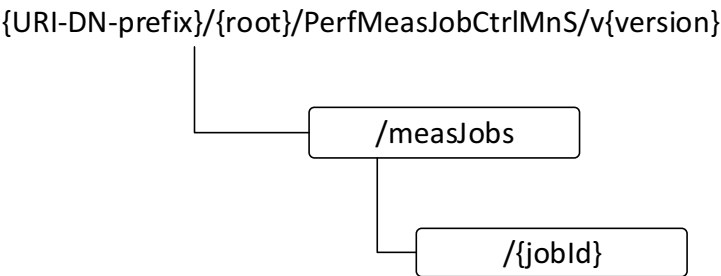 {URI-DN-prefix}/{root}/PerfMeasJobCtrlMnS/v{version}
/measJobs
/{jobId}